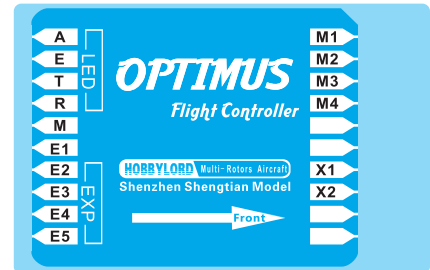 A
E
T
R
M
E1
E2
E3
E4
E5
LED
EXP
OPTIMUS
Flight Controller
HOBBYLORD Multi-Rotors Aircraft
Shenzhen Shengtian Model
Front
M1
M2
M3
M4
X1
X2